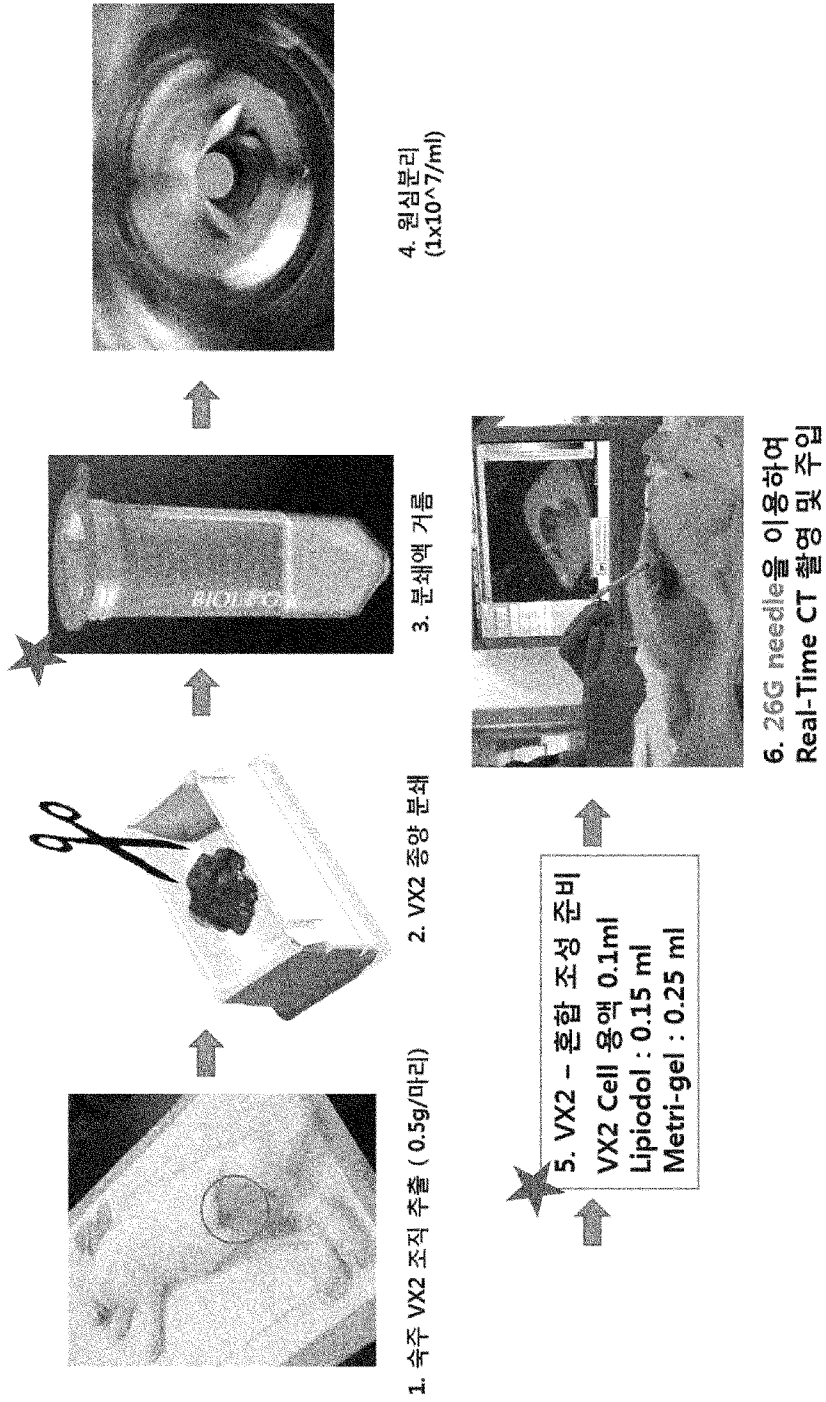 1. 숙주 VX2 조직 추출 ( 0.5g/마리)
2. VX2 종양 분쇄
3. 분쇄액 거름
4. 원심분리
(1x10^7/ml)
5. VX2 – 혼합 조성 준비
VX2 Cell 용액 0.1ml
Lipiodol : 0.15 ml
Metri-gel : 0.25 ml
6. 26G needle을 이용하여
Real-Time CT 촬영 및 주입